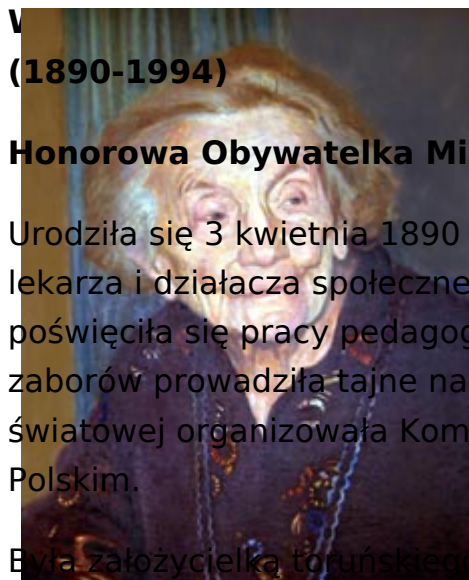 (1890-1994)
Honorowa Obywatelka Mi
Urodziła się 3 kwietnia 1890
lekarza i działacza społeczne
poświęciła się pracy pedagog
zaborów prowadziła tajne na
światowej organizowała Kom
Polskim.
Była założycielką toruńskieg